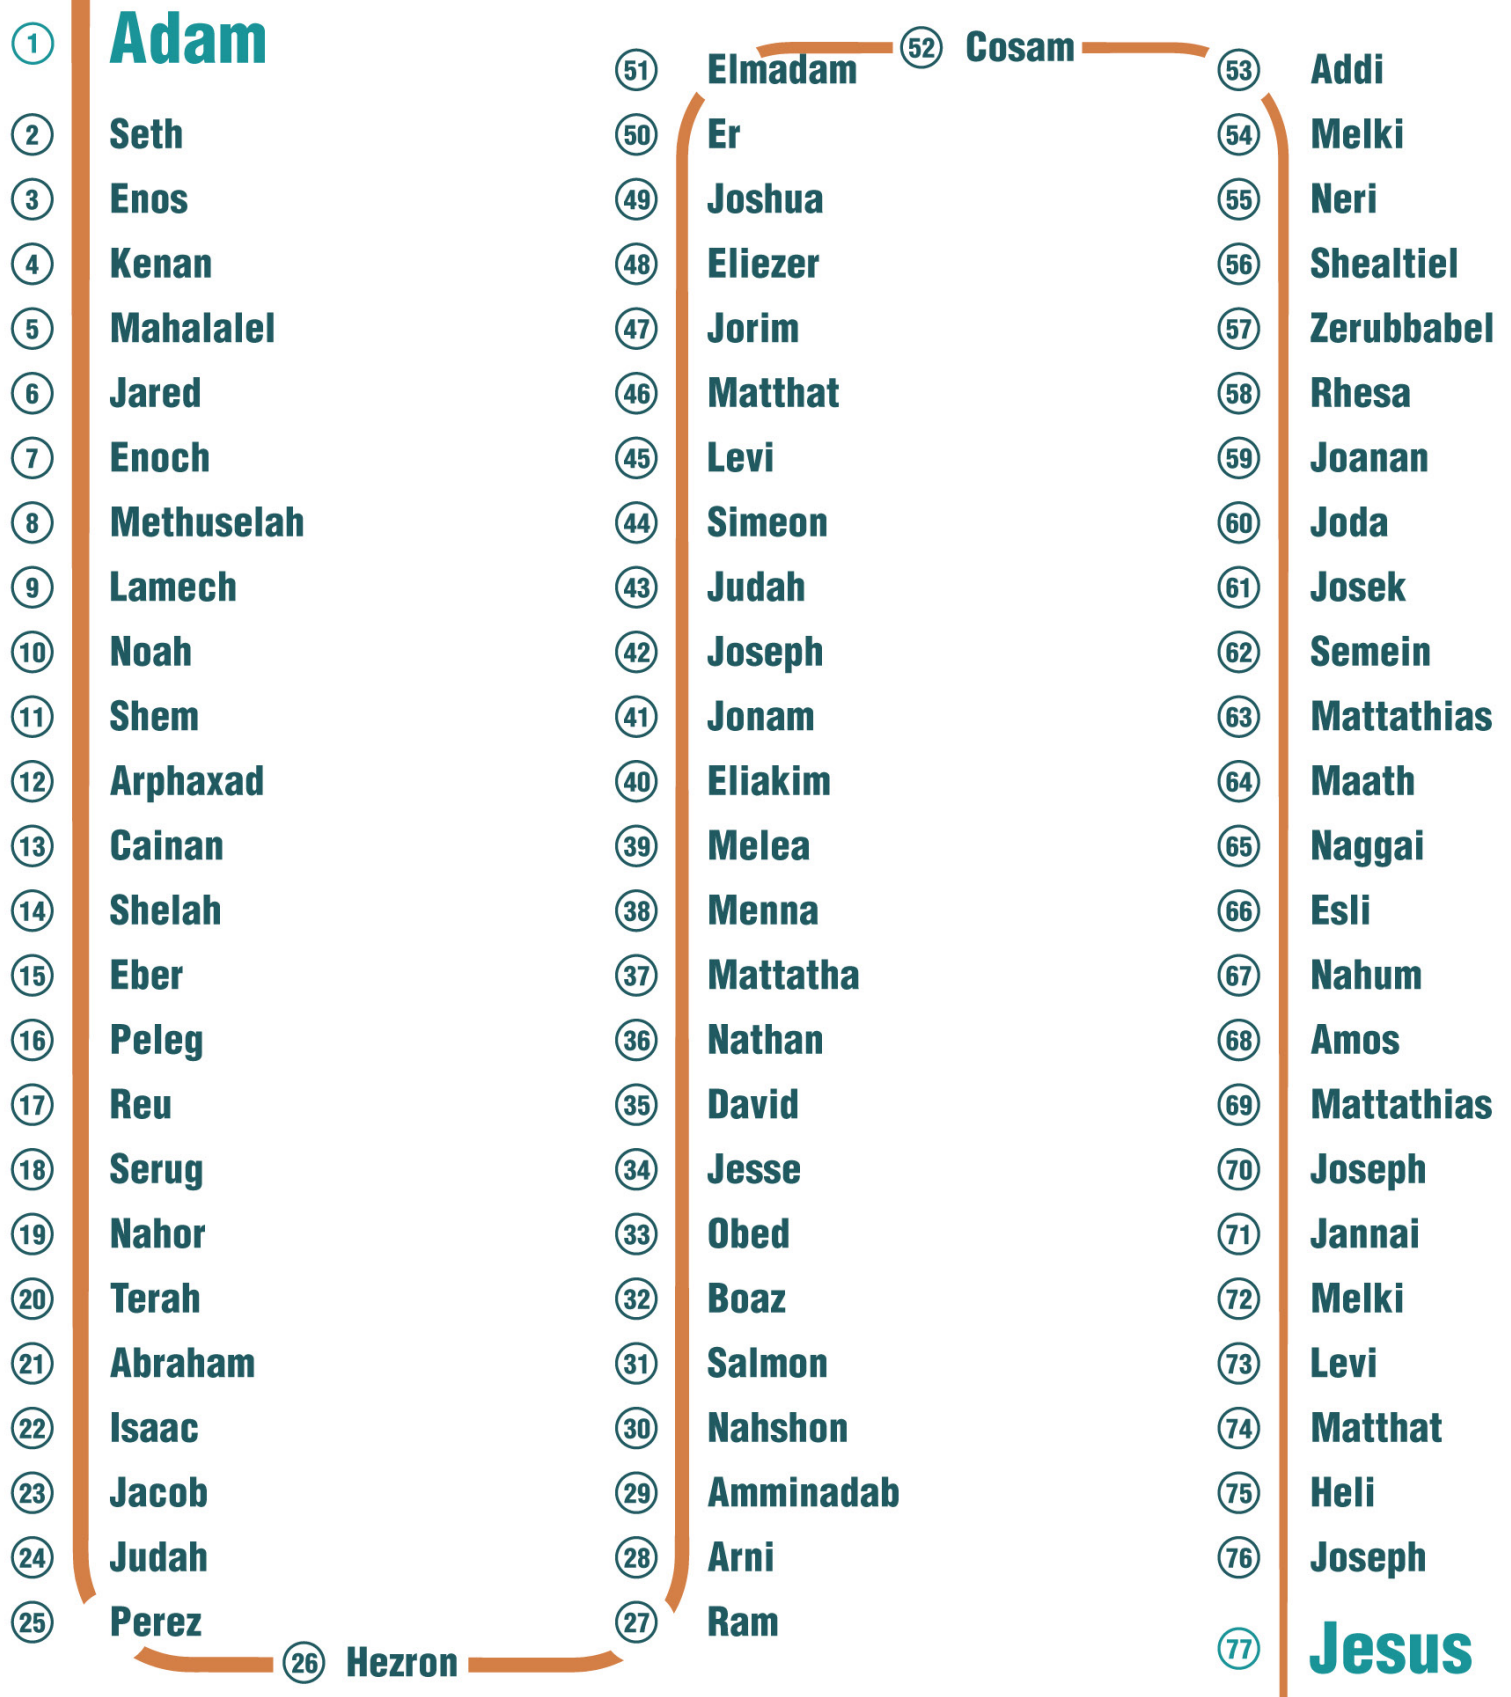 1 Adam
2 Seth
3 Enos
4 Kenan
5 Mahalalel
6 Jared
7 Enoch
8 Methuselah
9 Lamech
10 Noah
11 Shem
12 Arphaxad
13 Cainan
14 Shelah
15 Eber
16 Peleg
17 Reu
18 Serug
19 Nahor
20 Terah
21 Abraham
22 Isaac
23 Jacob
24 Judah
25 Perez
26 Hezron
27 Ram
28 Arni
29 Amminadab
30 Nahshon
31 Salmon
32 Boaz
33 Obed
34 Jesse
35 David
36 Nathan
37 Mattatha
38 Menna
39 Melea
40 Eliakim
41 Jonam
42 Joseph
43 Judah
44 Simeon
45 Levi
46 Matthat
47 Jorim
48 Eliezer
49 Joshua
50 Er
51 Elmadam
52 Cosam
53 Addi
54 Melki
55 Neri
56 Shealtiel
57 Zerubbabel
58 Rhesa
59 Joanan
60 Joda
61 Josek
62 Semein
63 Mattathias
64 Maath
65 Naggai
66 Esli
67 Nahum
68 Amos
69 Mattathias
70 Joseph
71 Jannai
72 Melki
73 Levi
74 Matthat
75 Heli
76 Joseph
77 Jesus